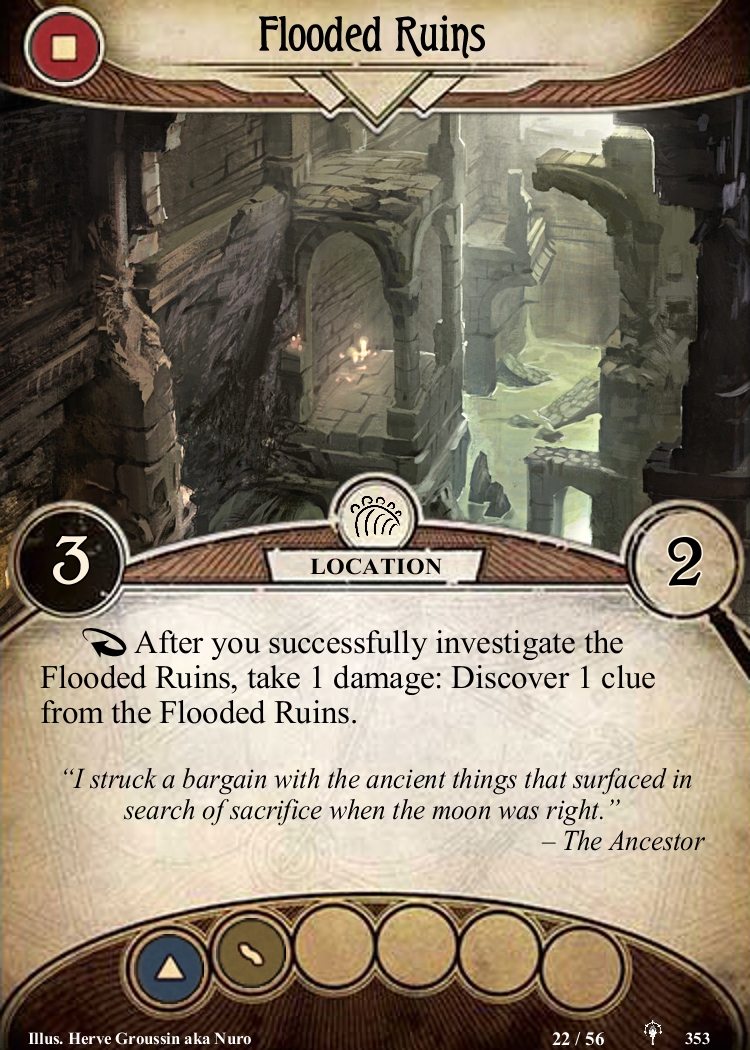 Flooded Ruins
3
LOCATION
2
After you successfully investigate the
Flooded Ruins, take 1 damage: Discover 1 clue
from the Flooded Ruins.
“I struck a bargain with the ancient things that surfaced in
search of sacrifice when the moon was right.”
– The Ancestor
Illus. Herve Groussin aka Nuro
22 / 56
353